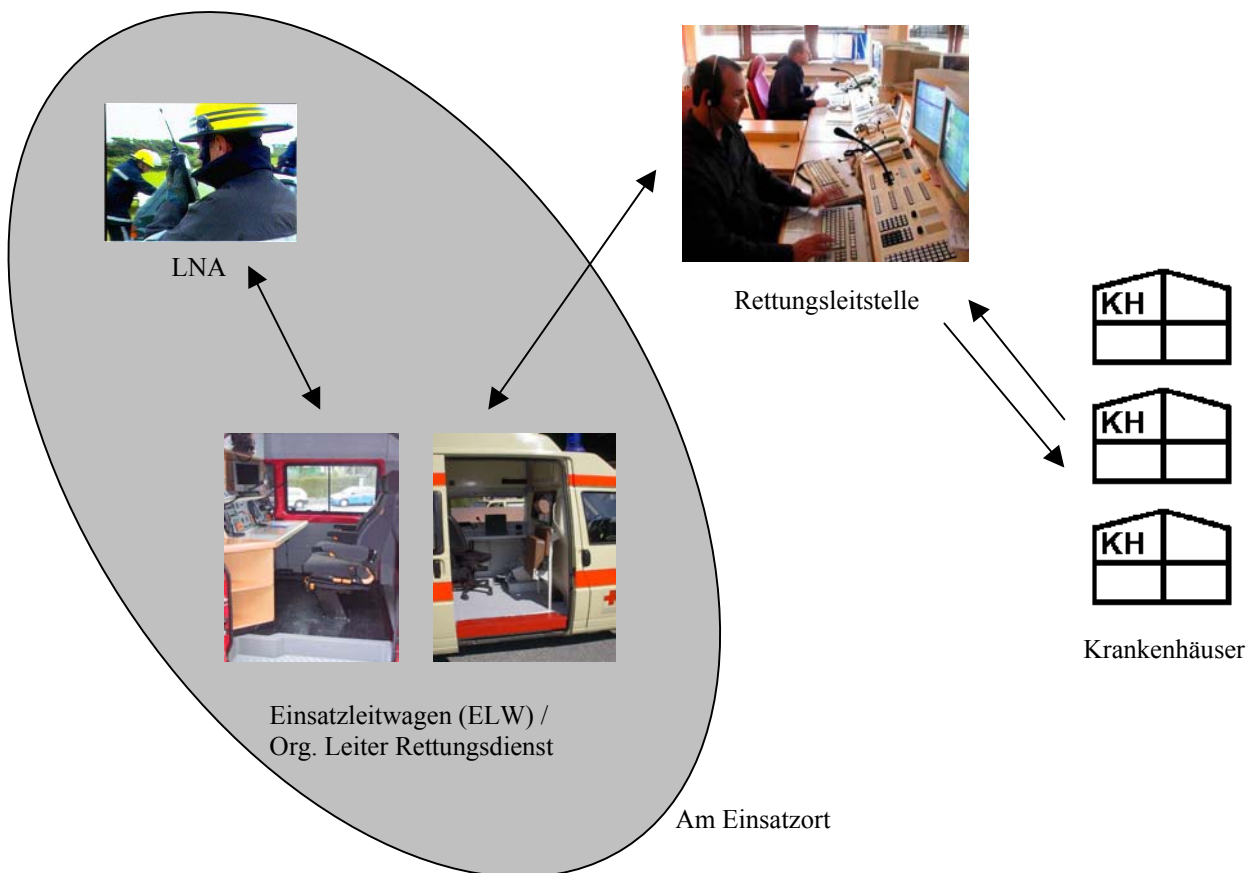 LNA
Rettungsleitstelle
KH
KH
KH
Krankenhäuser
Einsatzleitwagen (ELW) /
Org. Leiter Rettungsdienst
Am Einsatzort